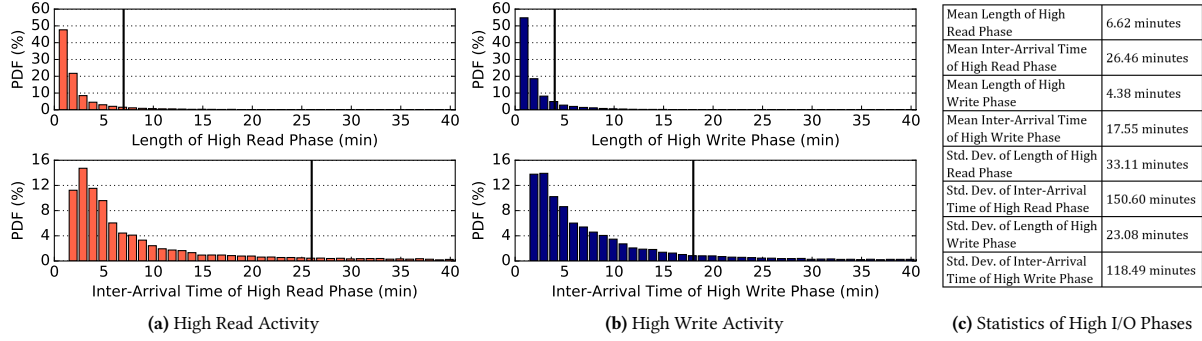 60
50
40
30
20
10
0
PDF (%)
0 5 10 15 20 25 30 35 40
Length of High Read Phase (min)
16
12
8
4
0
PDF (%)
0 5 10 15 20 25 30 35 40
Inter-Arrival Time of High Read Phase (min)
(a) High Read Activity
60
50
40
30
20
10
0
PDF (%)
0 5 10 15 20 25 30 35 40
Length of High Write Phase (min)
16
12
8
4
0
PDF (%)
0 5 10 15 20 25 30 35 40
Inter-Arrival Time of High Write Phase (min)
(b) High Write Activity
Mean Length of High
Read Phase
6.62 minutes
Mean Inter-Arrival Time
of High Read Phase
26.46 minutes
Mean Length of High
Write Phase
4.38 minutes
Mean Inter-Arrival Time
of High Write Phase
17.55 minutes
Std. Dev. of Length of High
Read Phase
33.11 minutes
Std. Dev. of Inter-Arrival
Time of High Read Phase
150.60 minutes
Std. Dev. of Length of High
Write Phase
23.08 minutes
Std. Dev. of Inter-Arrival
Time of High Write Phase
118.49 minutes
(c) Statistics of High I/O Phases